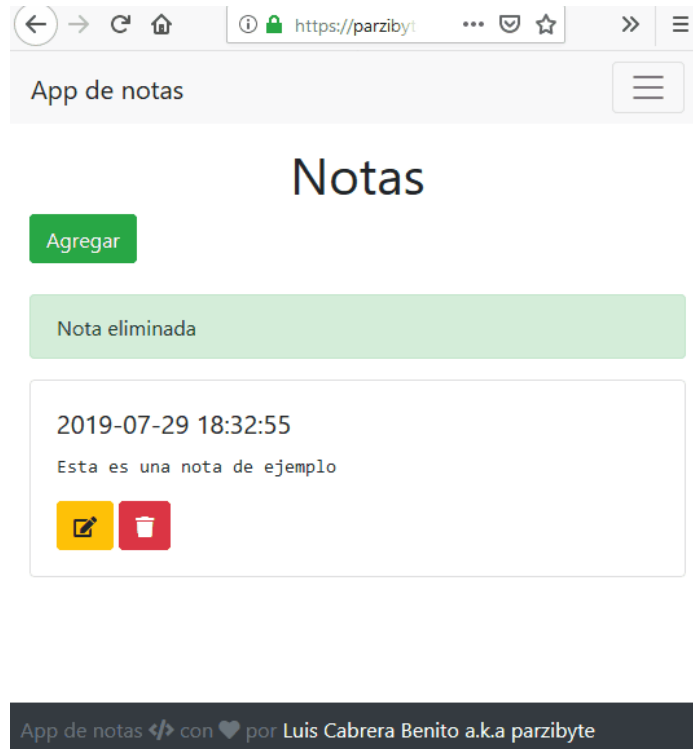 https://parziby
App de notas
Notas
Agregar
Nota eliminada
2019-07-29 18:32:55
Esta es una nota de ejemplo
App de notas </> con por Luis Cabrera Benito a.k.a parzibyte